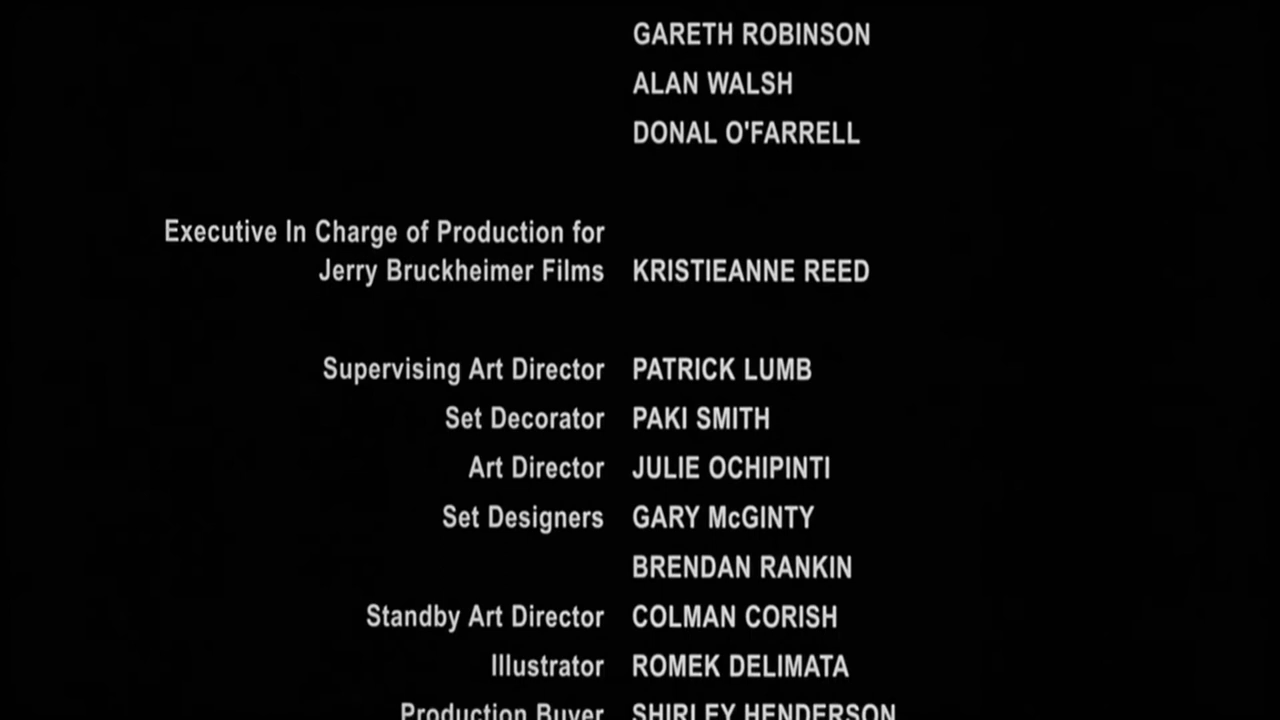 GARETH ROBINSON
ALAN WALSH
DONAL O'FARRELL
Executive In Charge of Production for
Jerry Bruckheimer Films KRISTIEANNE REED
Supervising Art Director PATRICK LUMB
Set Decorator PAKI SMITH
Art Director JULIE OCHIPINTI
Set Designers GARY McGINTY
BRENDAN RANKIN
Standby Art Director COLMAN CORISH
Illustrator ROMEK DELIMATA
Production Buyer SHIRLEY HENDERSON